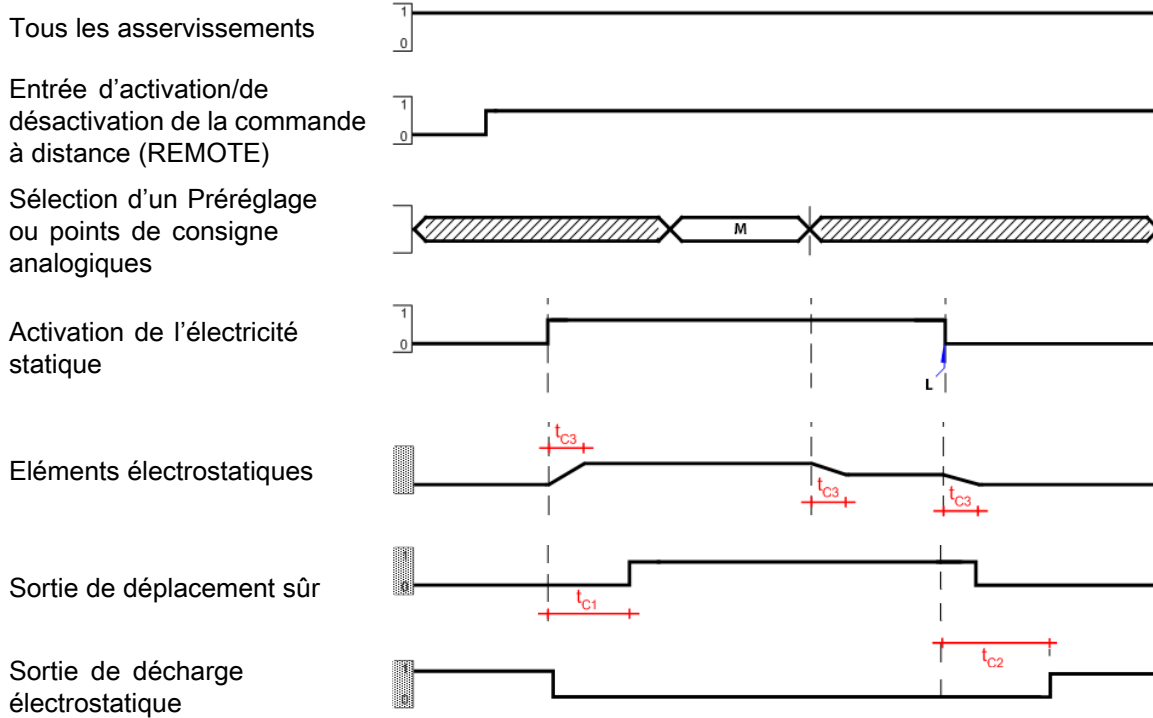 Tous les asservissements
1
0
Entrée d'activation/de
désactivation de la commande
à distance (REMOTE)
1
0
Sélection d'un Préréglage
ou points de consigne
analogiques
M
Activation de l'électricité
statique
1
0
L
Eléments électrostatiques
tC3
tC3
tC3
Sortie de déplacement sûr
1
0
tC1
Sortie de décharge
électrostatique
1
0
tC2